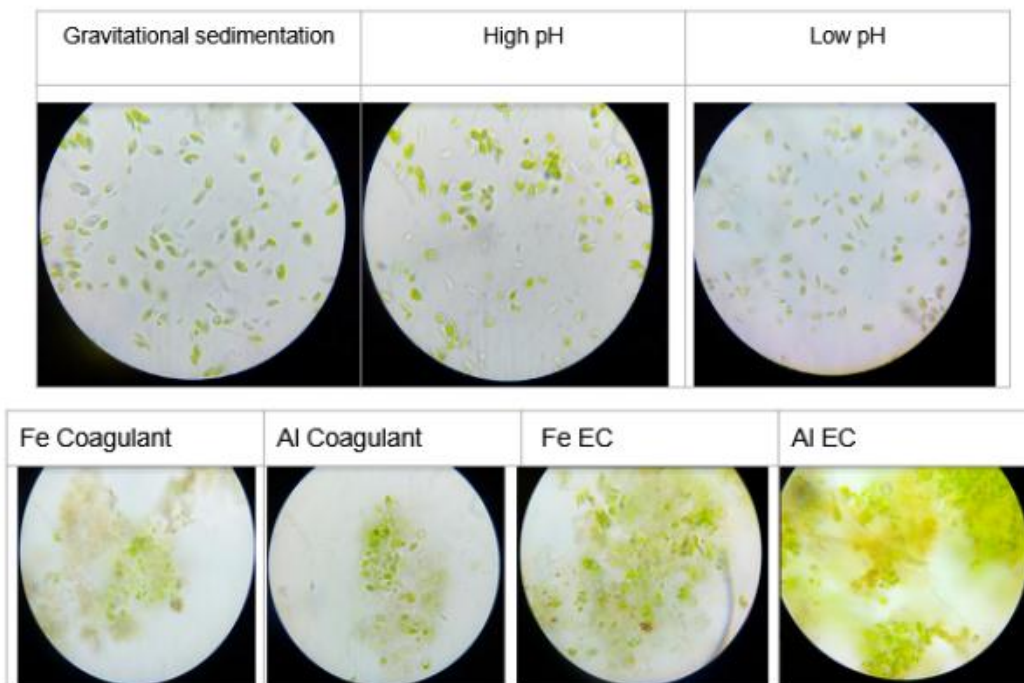 Gravitational sedimentation
High pH
Low pH
Fe Coagulant
Al Coagulant
Fe EC
Al EC